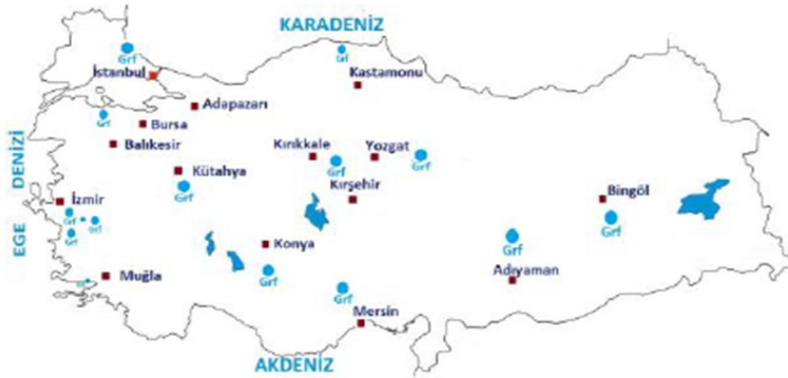 KARADENİZ
Grf
Grf
İstanbul
Kastamonu
Adapazarı
Grf
Bursa
Balıkesir
Kırıkkale
Yozgat
Grf
Grf
Kütahya
Grf
Kırşehir
EGE DENİZİ
İzmir
Bingöl
Grf
Grf
Grf
Grf
Konya
Grf
Grf
Adıyaman
Muğla
Grf
Mersin
AKDENİZ